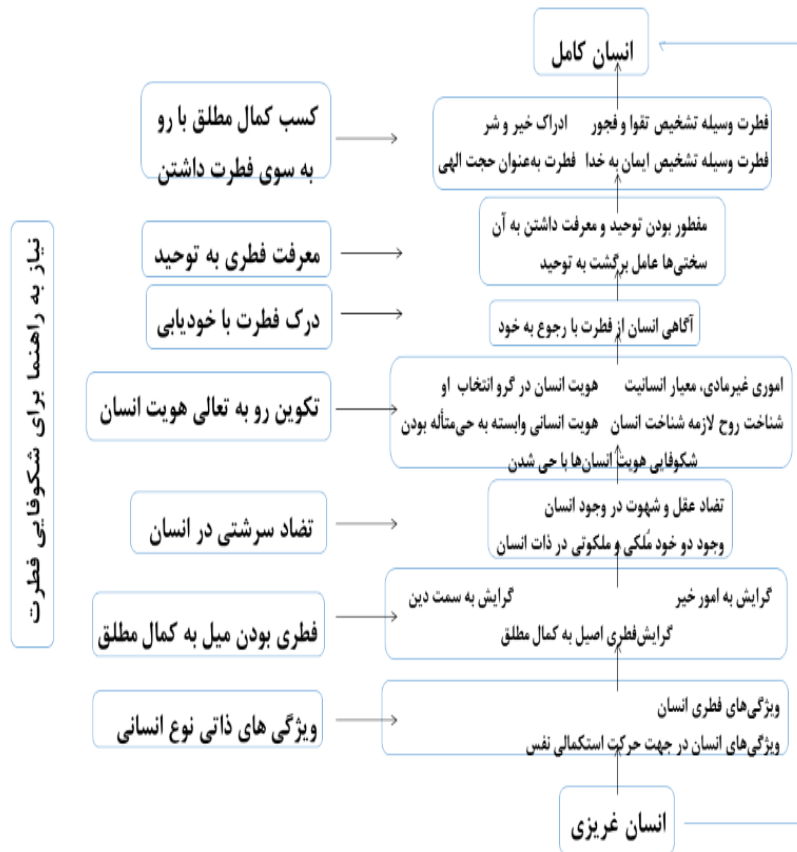 انسان کامل
کسب کمال مطلق با رو
به سوی فطرت داشتن
فطرت وسیله تشخیص تقوا و فجور ادراک خیر و شر
فطرت وسیله تشخیص ایمان به خدا فطرت به‌عنوان حجت الهی
معرفت فطری به توحید
مفطور بودن توحید و معرفت داشتن به آن
سختی‌ها عامل برگشت به توحید
درک فطرت با خودیابی
آگاهی انسان از فطرت با رجوع به خود
تکوین رو به تعالی هویت انسان
اموری غیرمادی، معیار انسانیت هویت انسان در گرو انتخاب او
شناخت روح لازمه شناخت انسان هویت انسانی وابسته به حی‌متأله بودن
شکوفایی هویت انسان‌ها با حی شدن
تضاد سرشتی در انسان
تضاد عقل و شهوت در وجود انسان
وجود دو خود مُلکی و ملکوتی در ذات انسان
فطری بودن میل به کمال مطلق
گرایش به امور خیر گرایش به سمت دین
گرایش‌فطری اصیل به کمال مطلق
ویژگی های ذاتی نوع انسانی
ویژگی‌های فطری انسان
ویژگی‌های انسان در جهت حرکت استکمالی نفس
انسان غریزی
نیاز به راهنما برای شکوفایی فطرت